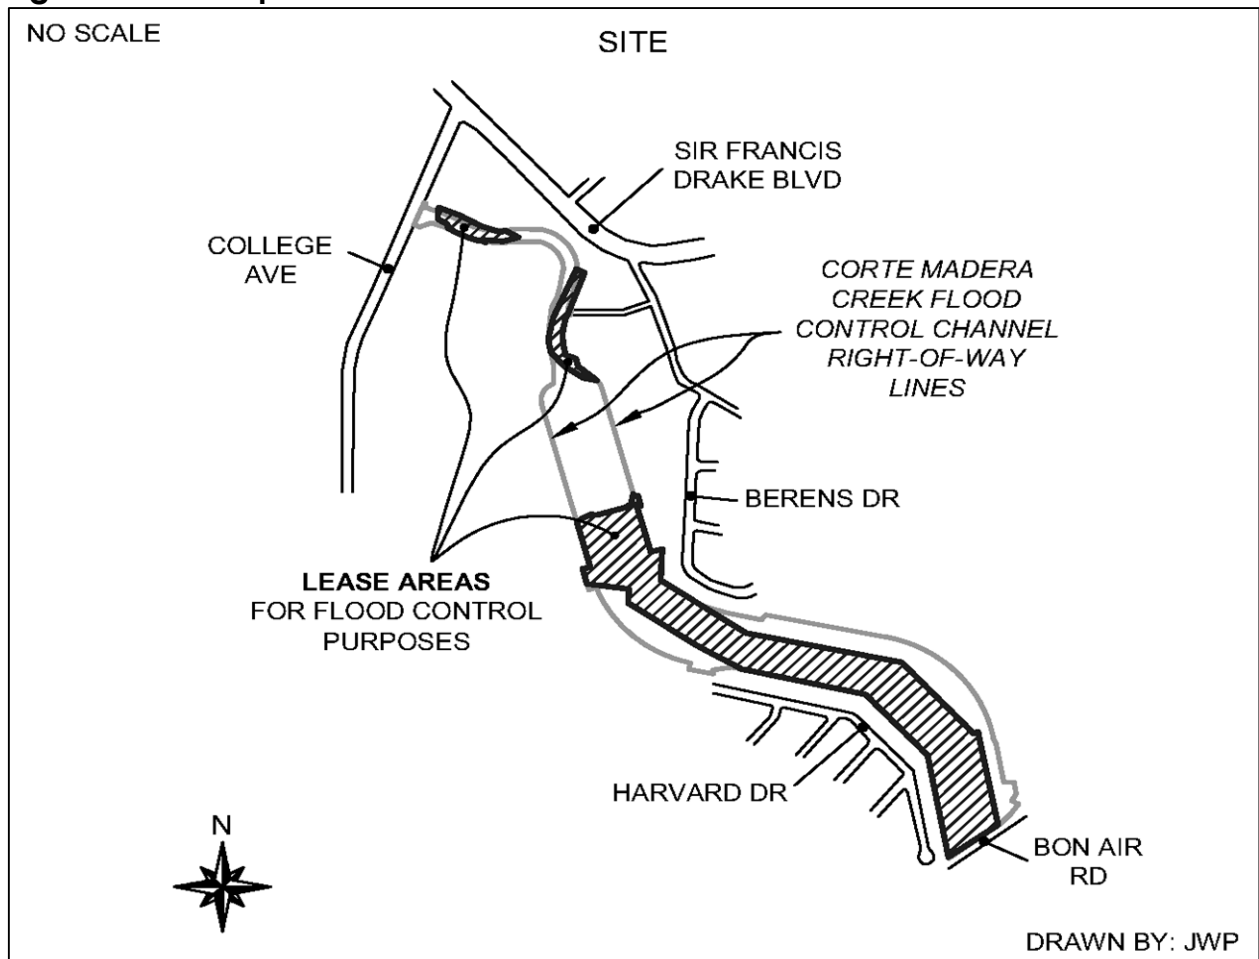 NO SCALE
SITE
SIR FRANCIS
DRAKE BLVD
COLLEGE
AVE
CORTE MADERA
CREEK FLOOD
CONTROL CHANNEL
RIGHT-OF-WAY
LINES
BERENS DR
LEASE AREAS
FOR FLOOD CONTROL
PURPOSES
HARVARD DR
N
BON AIR
RD
DRAWN BY: JWP